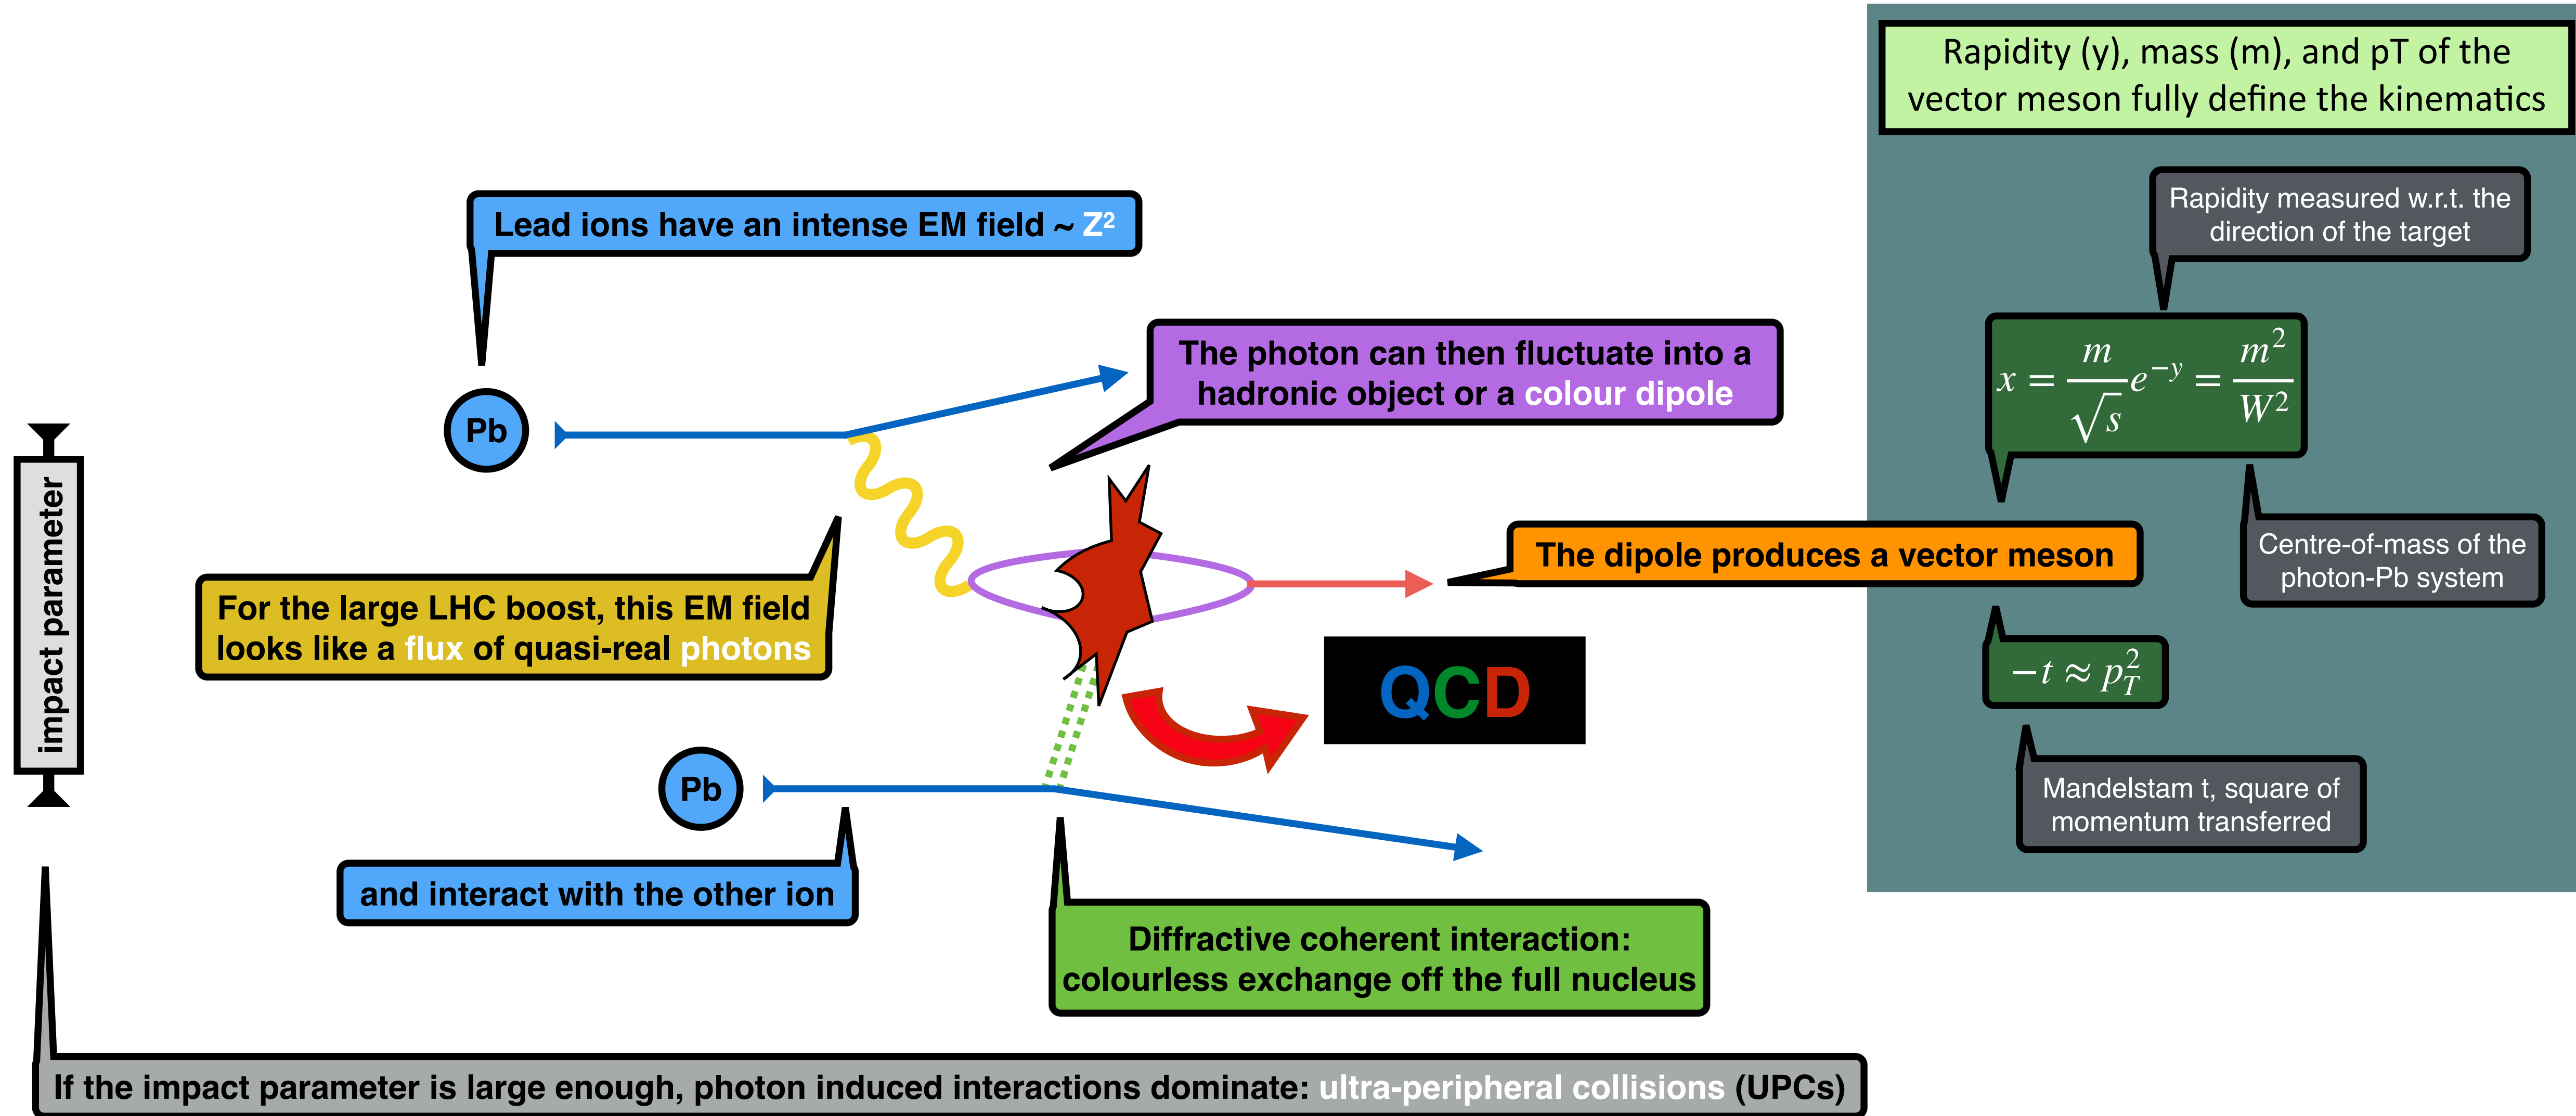 Rapidity (y), mass (m), and pT of the
vector meson fully define the kinematics
Rapidity measured w.r.t. the
direction of the target
Lead ions have an intense EM field ~ Z²
The photon can then fluctuate into a
hadronic object or a colour dipole
x = m/√s e^{−y} = m²/W²
Pb
impact parameter
The dipole produces a vector meson
Centre-of-mass of the
photon-Pb system
For the large LHC boost, this EM field
looks like a flux of quasi-real photons
QCD
−t ≈ p_T²
Pb
Mandelstam t, square of
momentum transferred
and interact with the other ion
Diffractive coherent interaction:
colourless exchange off the full nucleus
If the impact parameter is large enough, photon induced interactions dominate: ultra-peripheral collisions (UPCs)